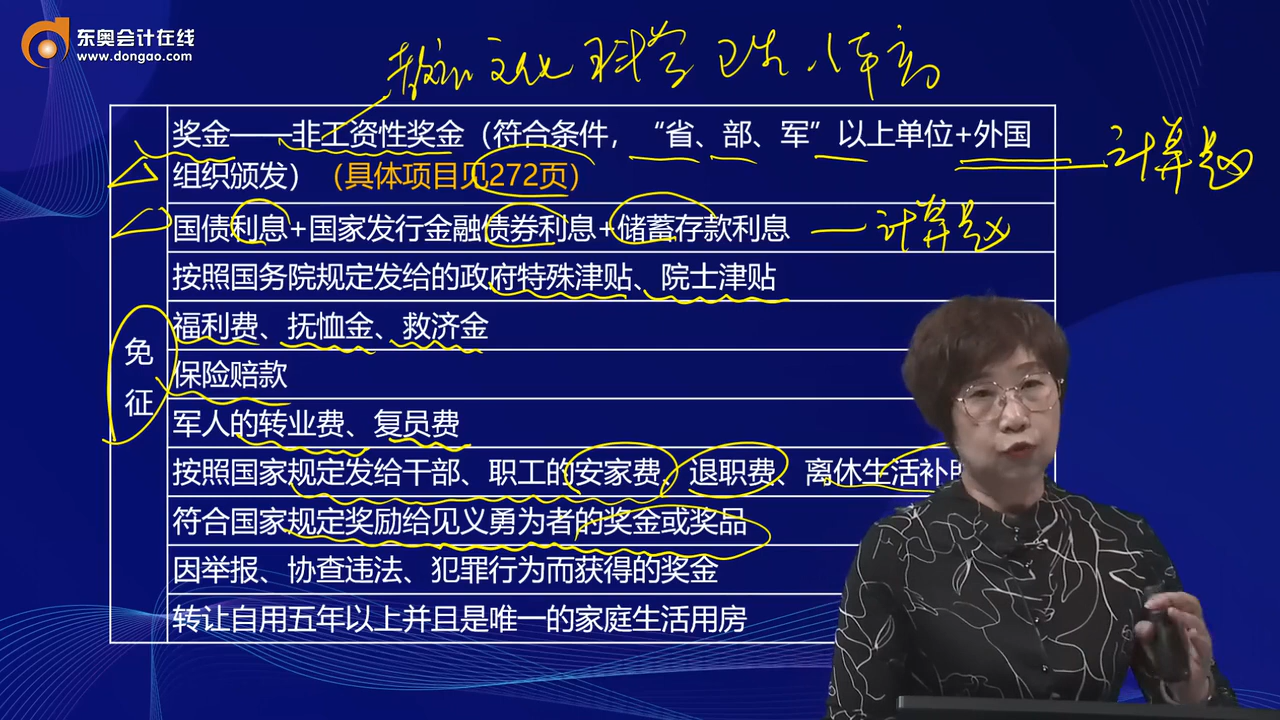 东奥会计在线
www.dongao.com
教育 文化 科学 卫生 体育
奖金——非工资性奖金（符合条件，“省、部、军”以上单位+外国
组织颁发）（具体项目见272页）
计算题
国债利息+国家发行金融债券利息+储蓄存款利息
计算题
按照国务院规定发给的政府特殊津贴、院士津贴
福利费、抚恤金、救济金
免
征
保险赔款
军人的转业费、复员费
按照国家规定发给干部、职工的安家费、退职费、离休生活补
符合国家规定奖励给见义勇为者的奖金或奖品
因举报、协查违法、犯罪行为而获得的奖金
转让自用五年以上并且是唯一的家庭生活用房